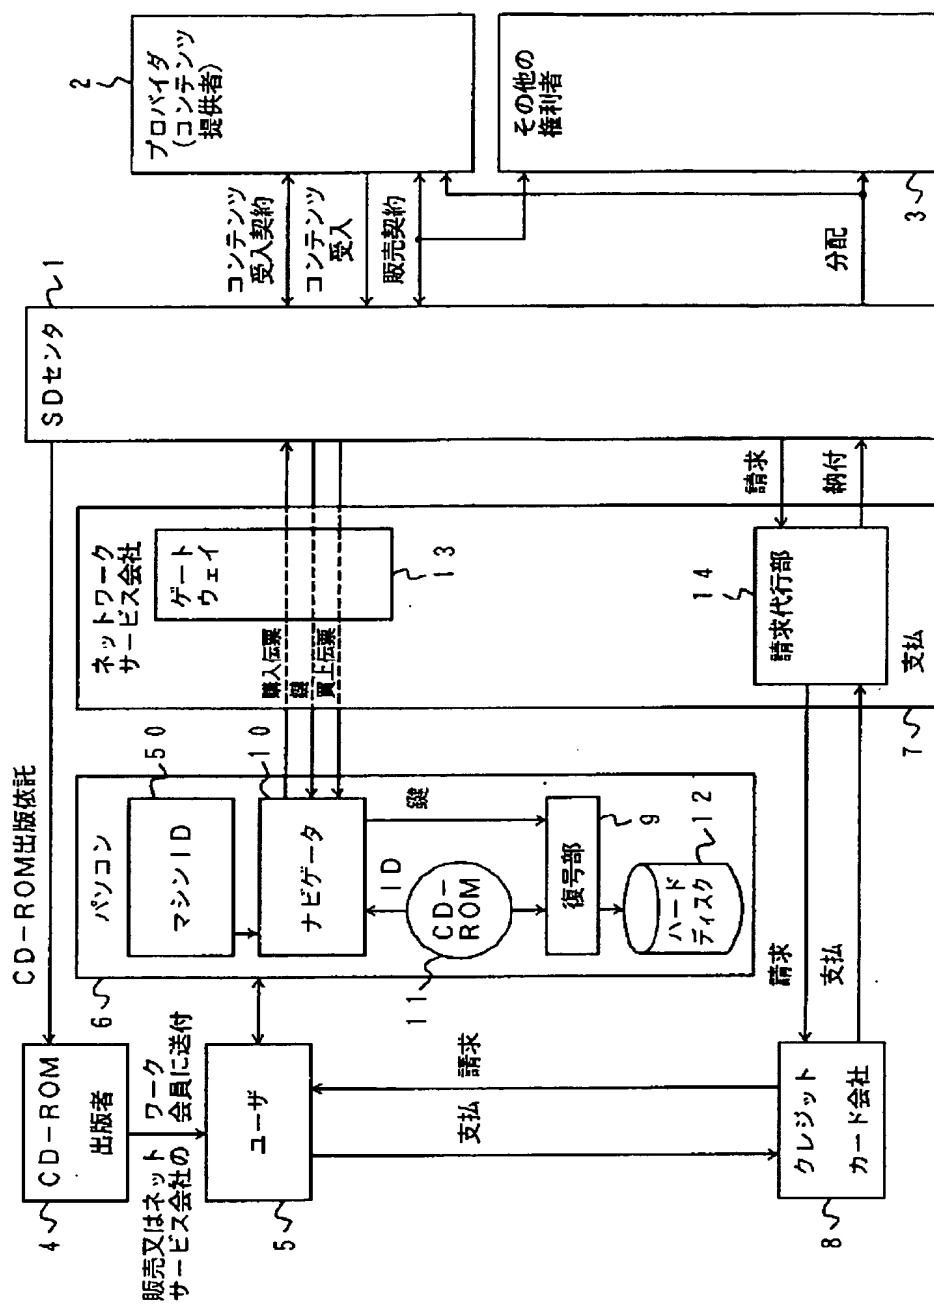 CD-ROM出版依託
CD-ROM
出版者
4
販売又はネットワーク
サービス会社の会員に送付
ユーザ
5
パソコン
6
マシンID
50
ナビゲータ
10
ID
鍵
CD-
ROM
11
復号部
9
ハード
ディスク
12
ネットワーク
サービス会社
ゲート
ウェイ
13
購入伝票
鍵
買上伝票
SDセンタ
1
コンテンツ
受入契約
コンテンツ
受入
販売契約
プロバイダ
(コンテンツ
提供者)
2
その他の
権利者
3
分配
請求
納付
請求代行部
14
支払
7
請求
支払
請求
支払
クレジット
カード会社
8